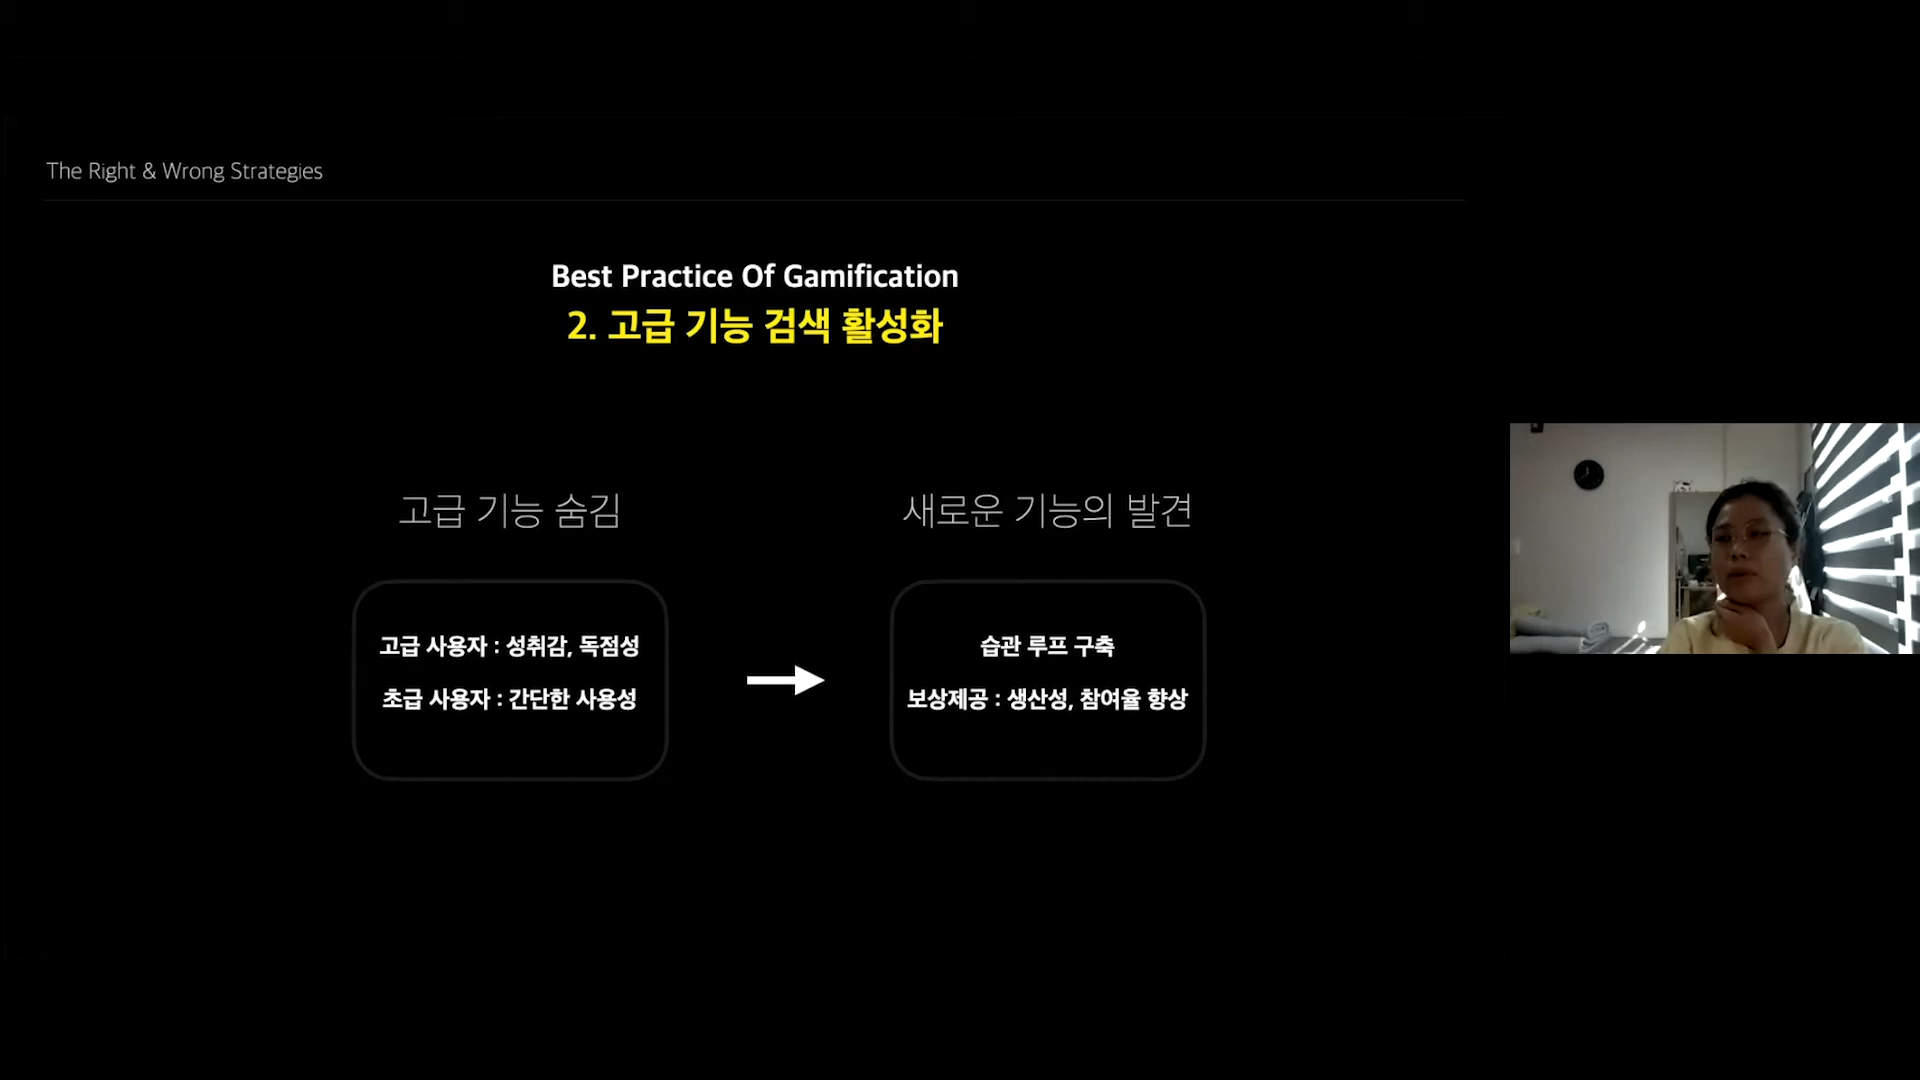 The Right & Wrong Strategies
Best Practice Of Gamification
2. 고급 기능 검색 활성화
고급 기능 숨김
고급 사용자 : 성취감, 독점성
초급 사용자 : 간단한 사용성
새로운 기능의 발견
습관 루프 구축
보상제공 : 생산성, 참여율 향상